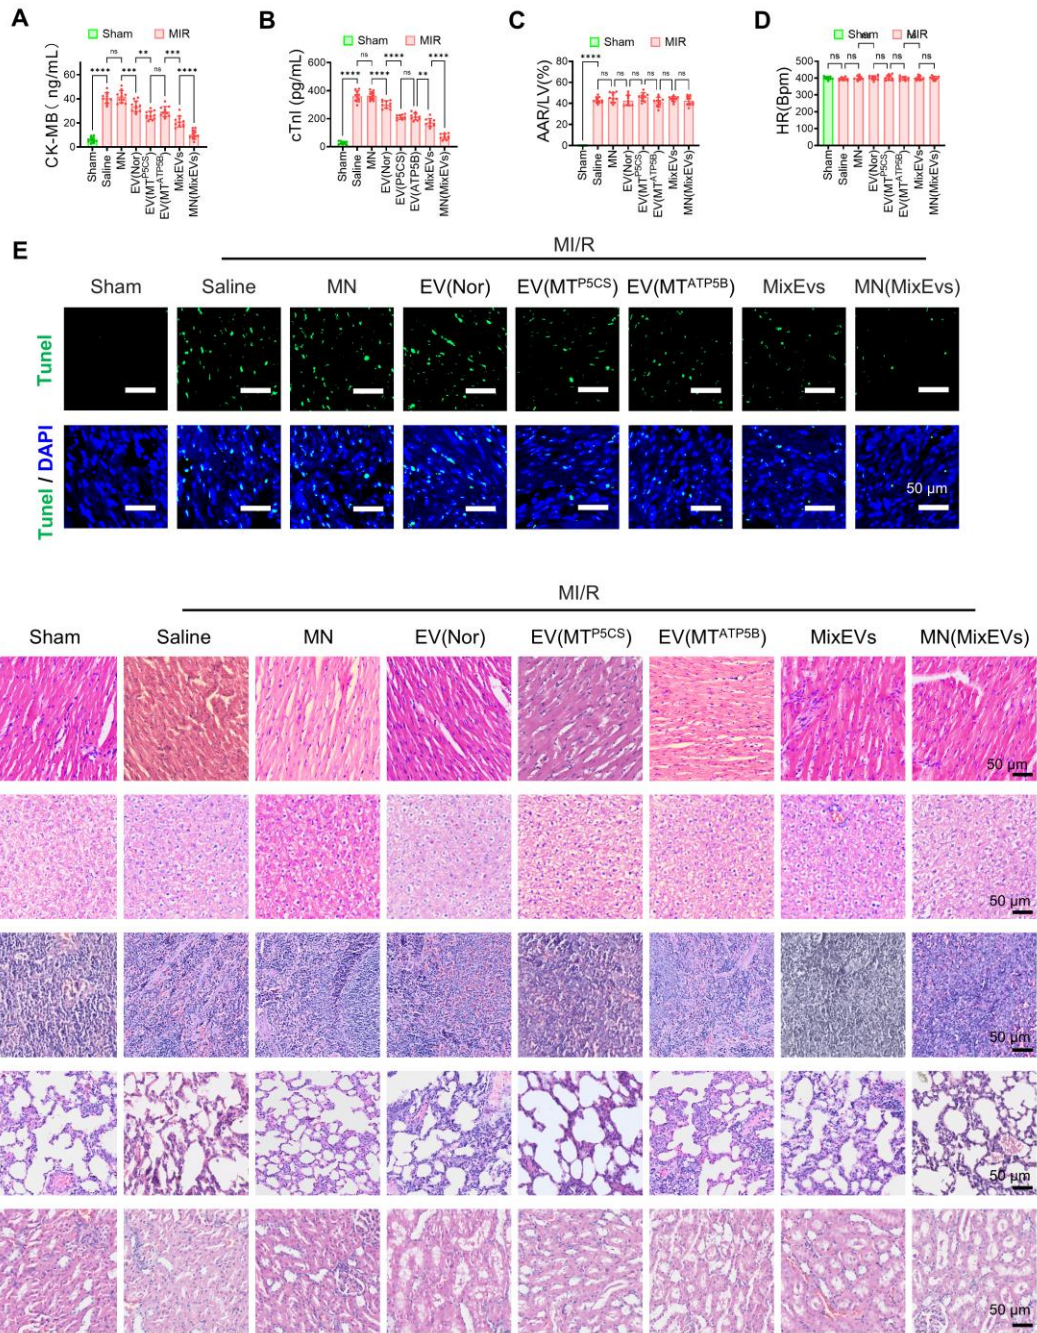 A
Sham MIR
CK-MB( ng/mL)
60
40
20
0
**** ns *** ** ns *** ****
Sham
Saline
MN
EV(Nor)
EV(MTP5CS)
EV(MTATP5B)
MixEVs
MN(MixEVs)
B
Sham MIR
cTnI (pg/mL)
600
400
200
0
**** ns **** **** ns ** ****
Sham
Saline
MN
EV(Nor)
EV(P5CS)
EV(ATP5B)
MixEVs
MN(MixEVs)
C
Sham MIR
AAR/LV(%)
80
60
40
20
0
**** ns ns ns ns ns ns
Sham
Saline
MN
EV(Nor)
EV(MTP5CS)
EV(MTATP5B)
MixEVs
MN(MixEVs)
D
Sham MIR
HR(Bpm)
500
400
300
200
100
0
ns ns ns ns ns ns ns
Sham
Saline
MN
EV(Nor)
EV(MTP5CS)
EV(MTATP5B)
MixEVs
MN(MixEVs)
E
MI/R
Sham Saline MN EV(Nor) EV(MTP5CS) EV(MTATP5B) MixEvs MN(MixEvs)
Tunel
Tunel / DAPI
50 µm
MI/R
Sham Saline MN EV(Nor) EV(MTP5CS) EV(MTATP5B) MixEVs MN(MixEVs)
50 µm
50 µm
50 µm
50 µm
50 µm